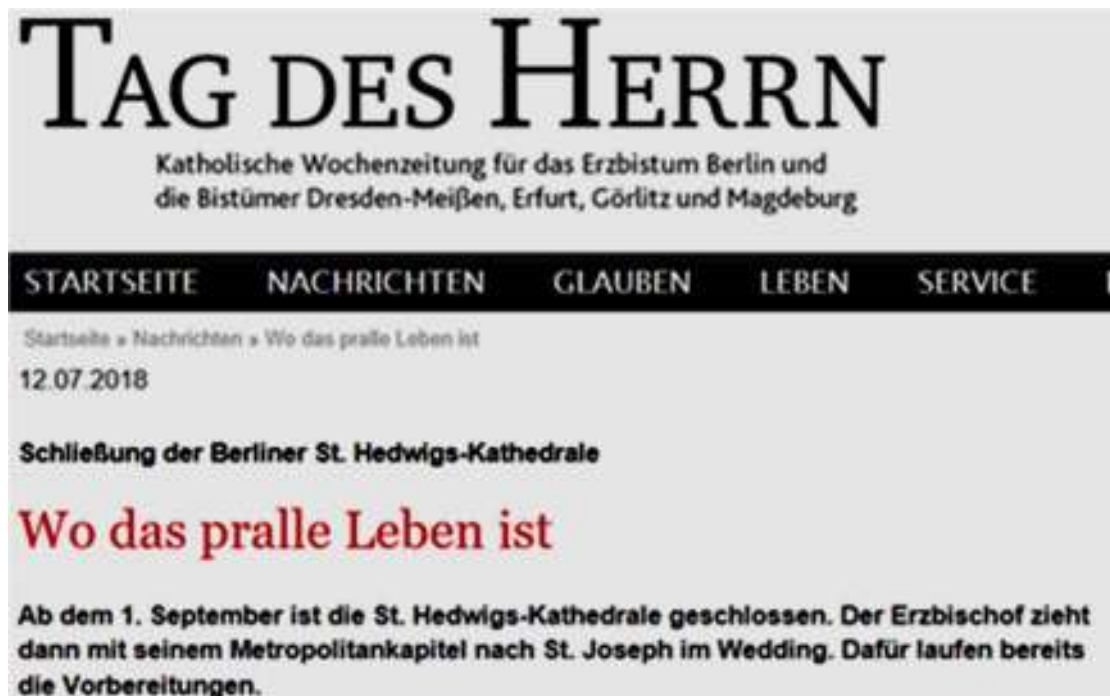 TAG DES HERRN
Katholische Wochenzeitung für das Erzbistum Berlin und
die Bistümer Dresden-Meißen, Erfurt, Görlitz und Magdeburg
STARTSEITE NACHRICHTEN GLAUBEN LEBEN SERVICE
Startseite » Nachrichten » Wo das pralle Leben ist
12.07.2018
Schließung der Berliner St. Hedwigs-Kathedrale
Wo das pralle Leben ist
Ab dem 1. September ist die St. Hedwigs-Kathedrale geschlossen. Der Erzbischof zieht
dann mit seinem Metropolitankapitel nach St. Joseph im Wedding. Dafür laufen bereits
die Vorbereitungen.